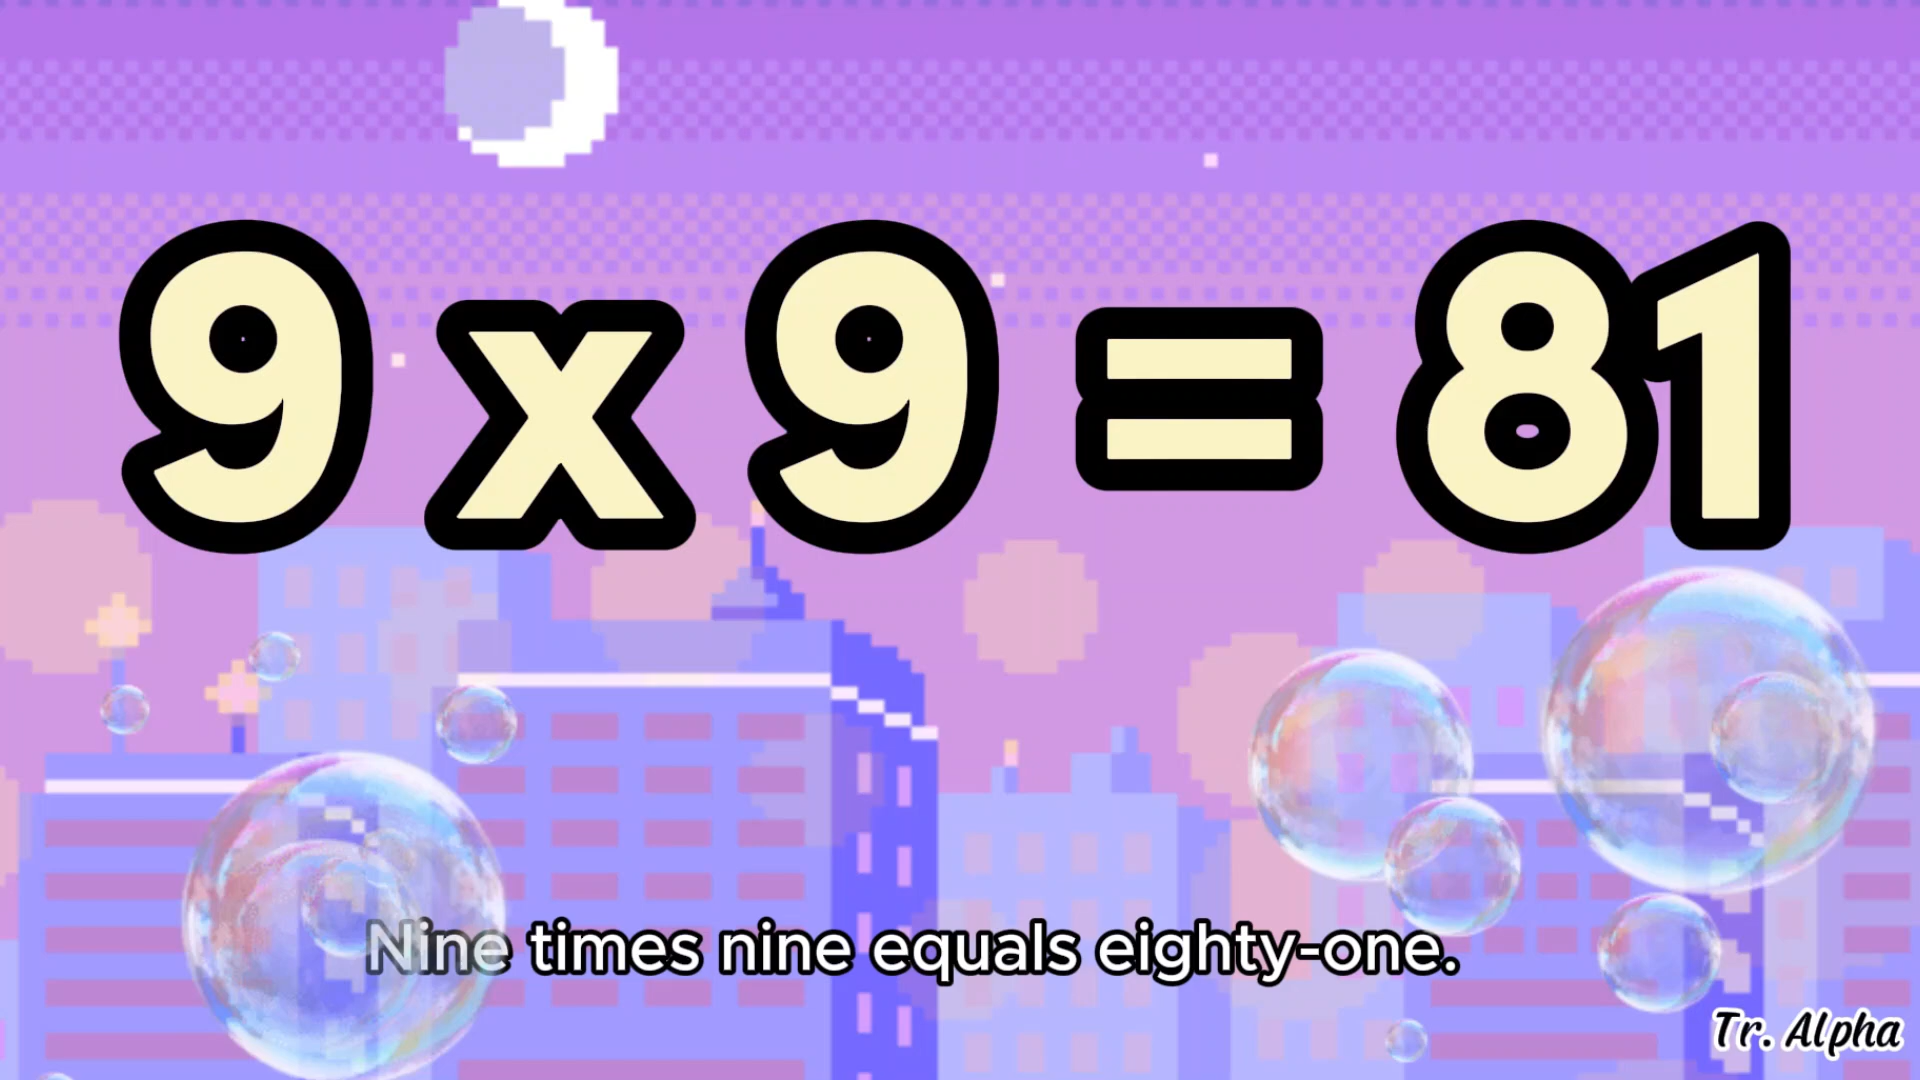 9 x 9 = 81
Nine times nine equals eighty-one.
Tr. Alpha